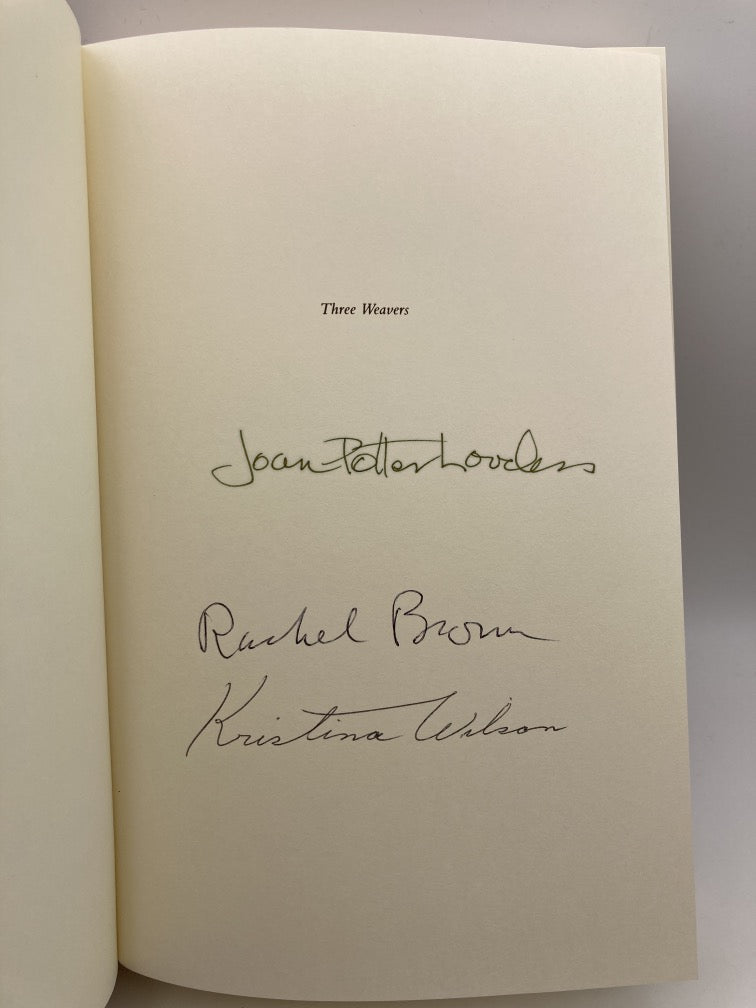 Three Weavers
Joan Potter Loveless
Rachel Brown
Kristina Wilson